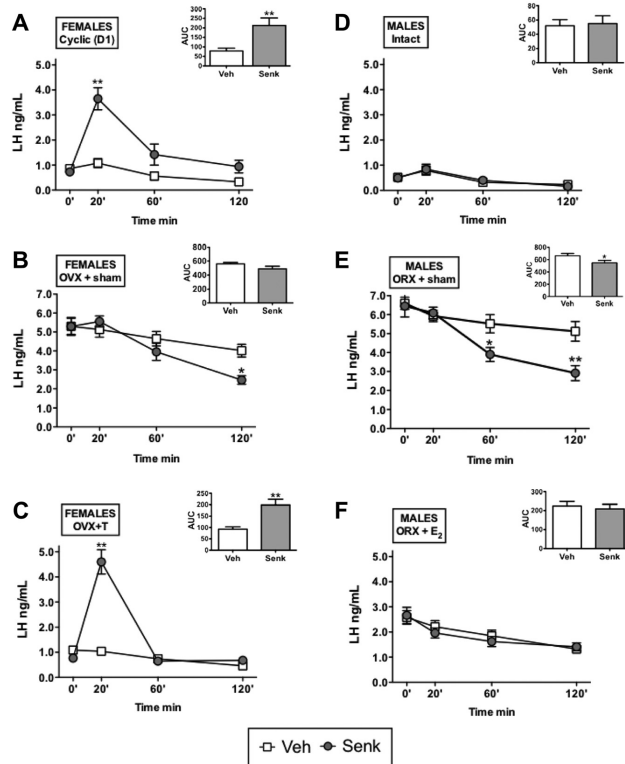 A
FEMALES
Cyclic (D1)
AUC
250
200
150
100
50
0
**
Veh
Senk
LH ng/mL
5.0
4.0
3.0
2.0
1.0
0.0
**
0'
20'
60'
120'
Time min
B
FEMALES
OVX + sham
AUC
800
600
400
200
0
Veh
Senk
LH ng/mL
7.0
6.0
5.0
4.0
3.0
2.0
1.0
0.0
*
0'
20'
60'
120'
Time min
C
FEMALES
OVX+T
AUC
250
200
150
100
50
0
**
Veh
Senk
LH ng/mL
5.0
4.0
3.0
2.0
1.0
0.0
**
0'
20'
60'
120'
Time min
D
MALES
Intact
AUC
80
60
40
20
0
Veh
Senk
LH ng/mL
5.0
4.0
3.0
2.0
1.0
0.0
0'
20'
60'
120'
Time min
E
MALES
ORX + sham
AUC
800
600
400
200
0
*
Veh
Senk
LH ng/mL
7.0
6.0
5.0
4.0
3.0
2.0
1.0
0.0
*
**
0'
20'
60'
120'
Time min
F
MALES
ORX + E₂
AUC
300
200
100
0
Veh
Senk
LH ng/mL
5.0
4.0
3.0
2.0
1.0
0.0
0'
20'
60'
120'
Time min
Veh Senk